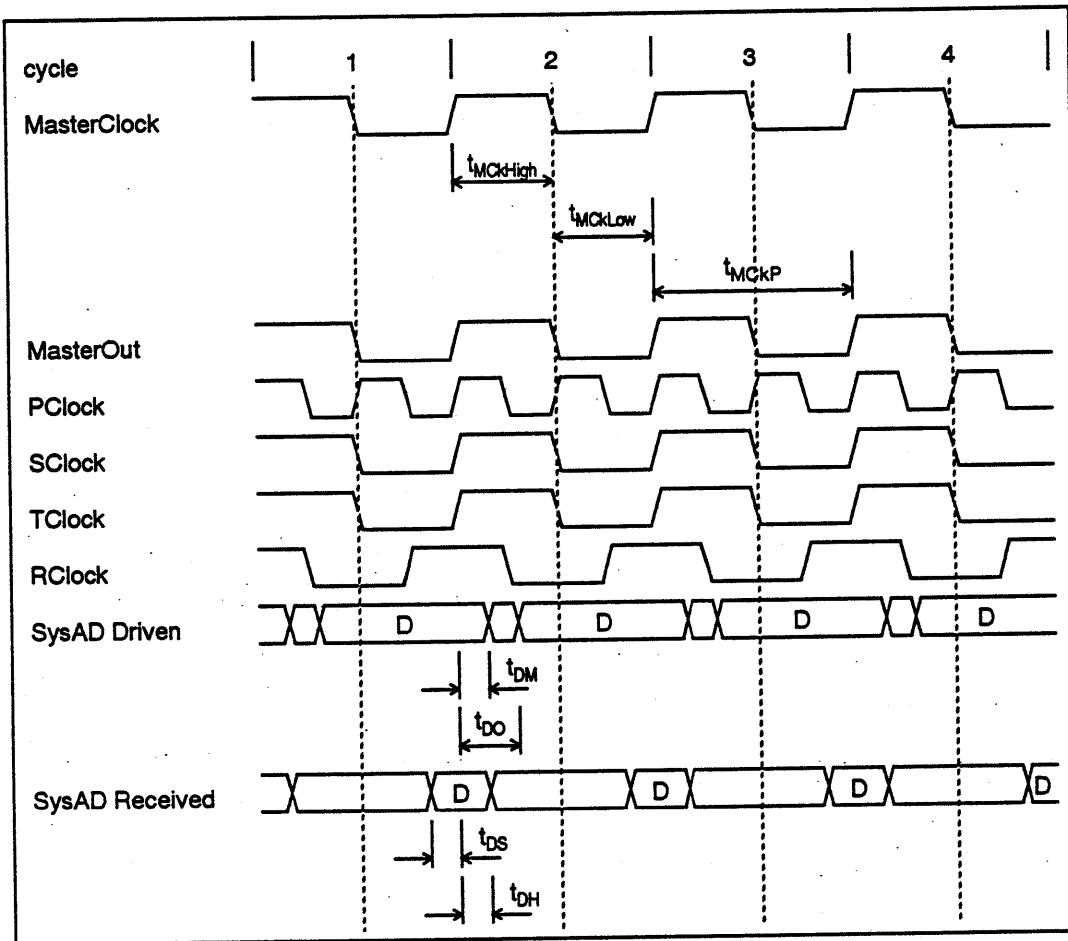 cycle 1 2 3 4
MasterClock
tMCkHigh
tMCkLow
tMCkP
MasterOut
PClock
SClock
TClock
RClock
SysAD Driven D D D D
tDM
tDO
SysAD Received D D D D
tDS
tDH